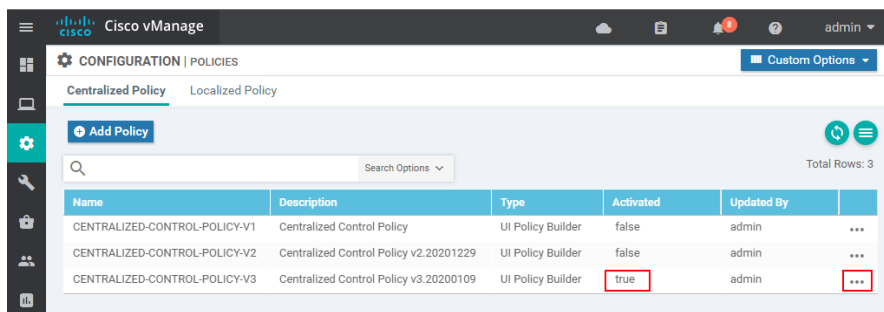 cisco Cisco vManage 8 ? admin
CONFIGURATION | POLICIES Custom Options
Centralized Policy Localized Policy
Add Policy
Search Options Total Rows: 3
Name Description Type Activated Updated By
CENTRALIZED-CONTROL-POLICY-V1 Centralized Control Policy UI Policy Builder false admin •••
CENTRALIZED-CONTROL-POLICY-V2 Centralized Control Policy v2.20201229 UI Policy Builder false admin •••
CENTRALIZED-CONTROL-POLICY-V3 Centralized Control Policy v3.20200109 UI Policy Builder true admin •••